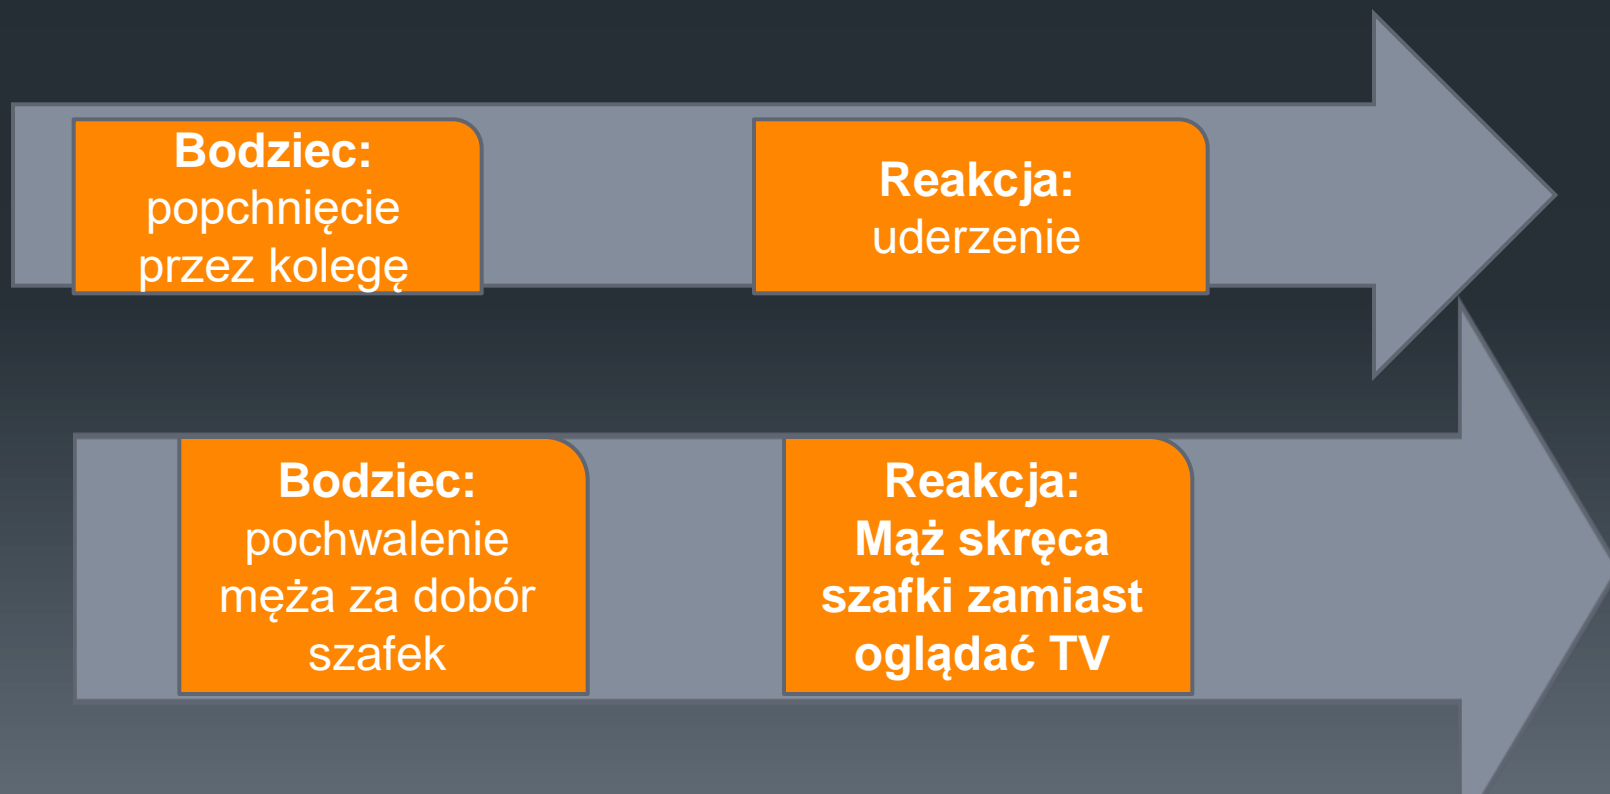 Bodziec:
popchnięcie
przez kolegę
Reakcja:
uderzenie
Bodziec:
pochwalenie
męża za dobór
szafek
Reakcja:
Mąż skręca
szafki zamiast
oglądać TV